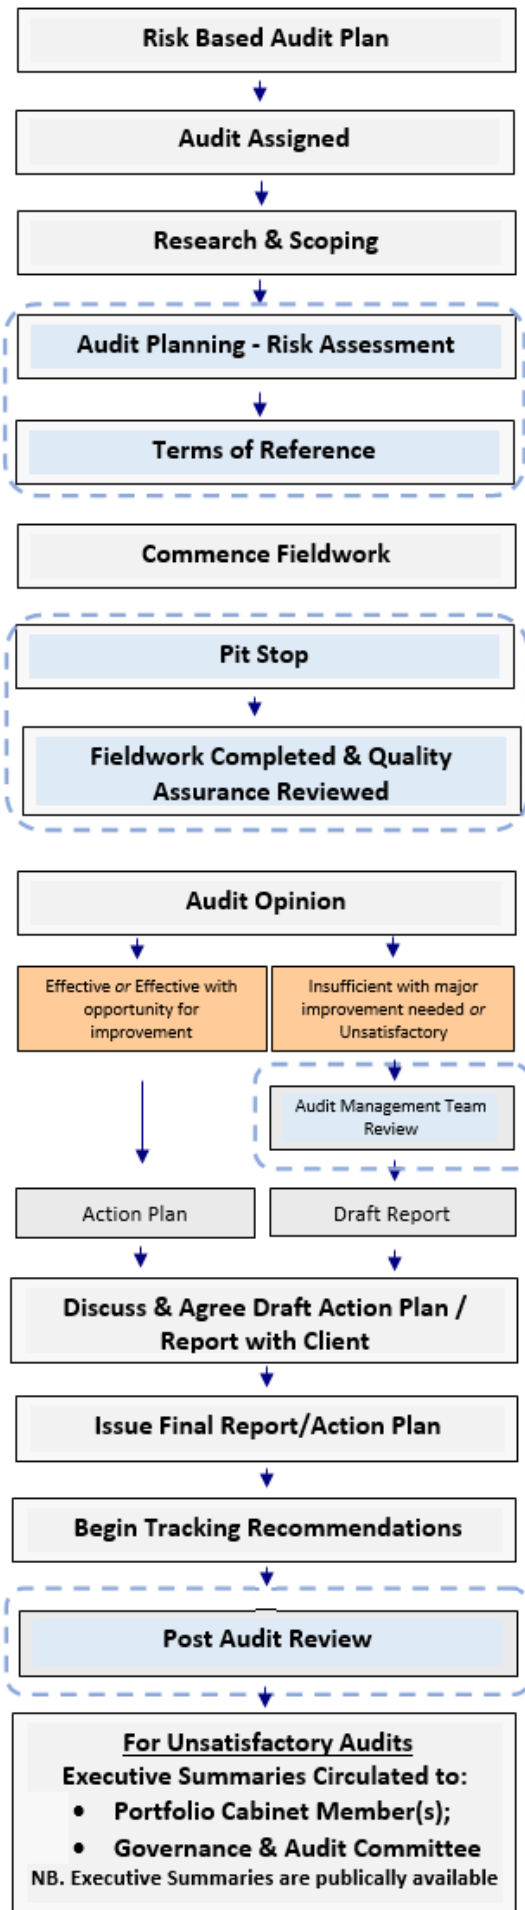 Risk Based Audit Plan
Audit Assigned
Research & Scoping
Audit Planning - Risk Assessment
Terms of Reference
Commence Fieldwork
Pit Stop
Fieldwork Completed & Quality
Assurance Reviewed
Audit Opinion
Effective or Effective with
opportunity for
improvement
Insufficient with major
improvement needed or
Unsatisfactory
Audit Management Team
Review
Action Plan
Draft Report
Discuss & Agree Draft Action Plan /
Report with Client
Issue Final Report/Action Plan
Begin Tracking Recommendations
Post Audit Review
For Unsatisfactory Audits
Executive Summaries Circulated to:
• Portfolio Cabinet Member(s);
• Governance & Audit Committee
NB. Executive Summaries are publically available